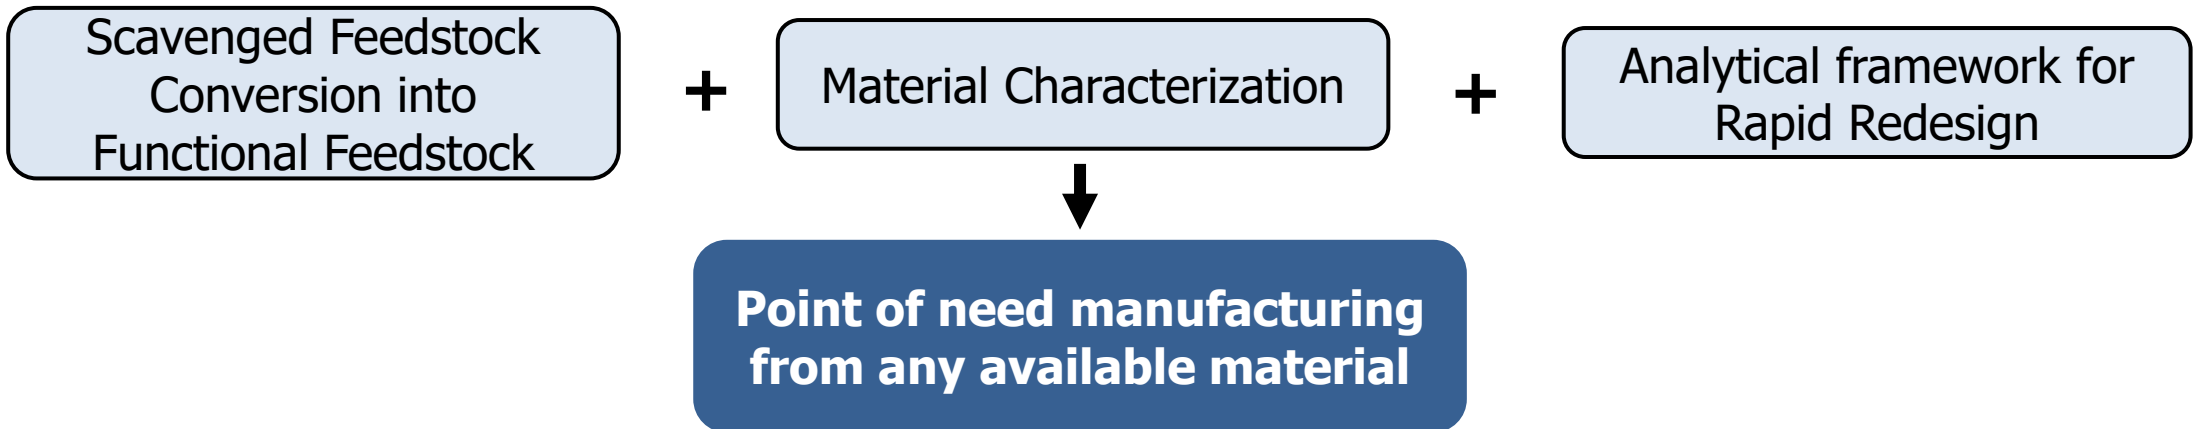 Scavenged Feedstock
Conversion into
Functional Feedstock
+
Material Characterization
+
Analytical framework for
Rapid Redesign
Point of need manufacturing
from any available material